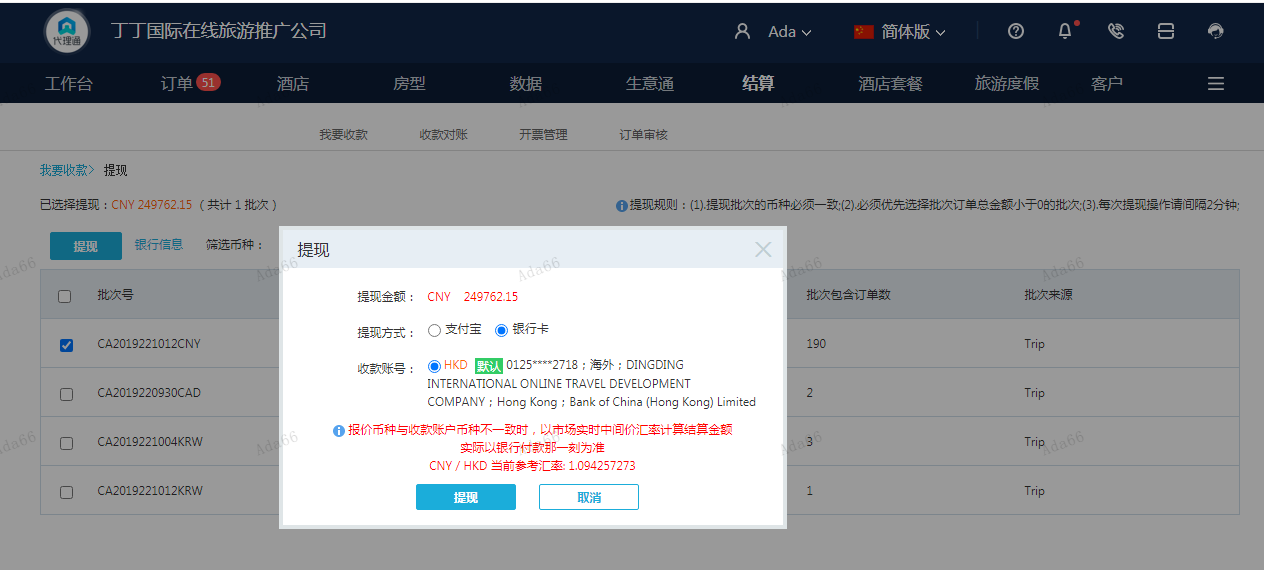 代理通
丁丁国际在线旅游推广公司
Ada
简体版
工作台 订单 51 酒店 房型 数据 生意通 结算 酒店套餐 旅游度假 客户
我要收款 收款对账 开票管理 订单审核
我要收款> 提现
已选择提现：CNY 249762.15 （ 共计 1 批次 ）
提现规则：(1).提现批次的币种必须一致;(2).必须优先选择批次订单总金额小于0的批次;(3).每次提现操作请间隔2分钟;
提现 银行信息 筛选币种：
批次号 批次包含订单数 批次来源
CA2019221012CNY 190 Trip
CA2019220930CAD 2 Trip
CA2019221004KRW 3 Trip
CA2019221012KRW 1 Trip
提现
提现金额： CNY 249762.15
提现方式： 支付宝 银行卡
收款账号： HKD 默认 0125****2718；海外；DINGDING
INTERNATIONAL ONLINE TRAVEL DEVELOPMENT
COMPANY；Hong Kong；Bank of China (Hong Kong) Limited
报价币种与收款账户币种不一致时，以市场实时中间价汇率计算结算金额
实际以银行付款那一刻为准
CNY / HKD 当前参考汇率: 1.094257273
提现 取消
Ada66
Ada66
Ada66
Ada66
Ada66
Ada66
Ada66
Ada66